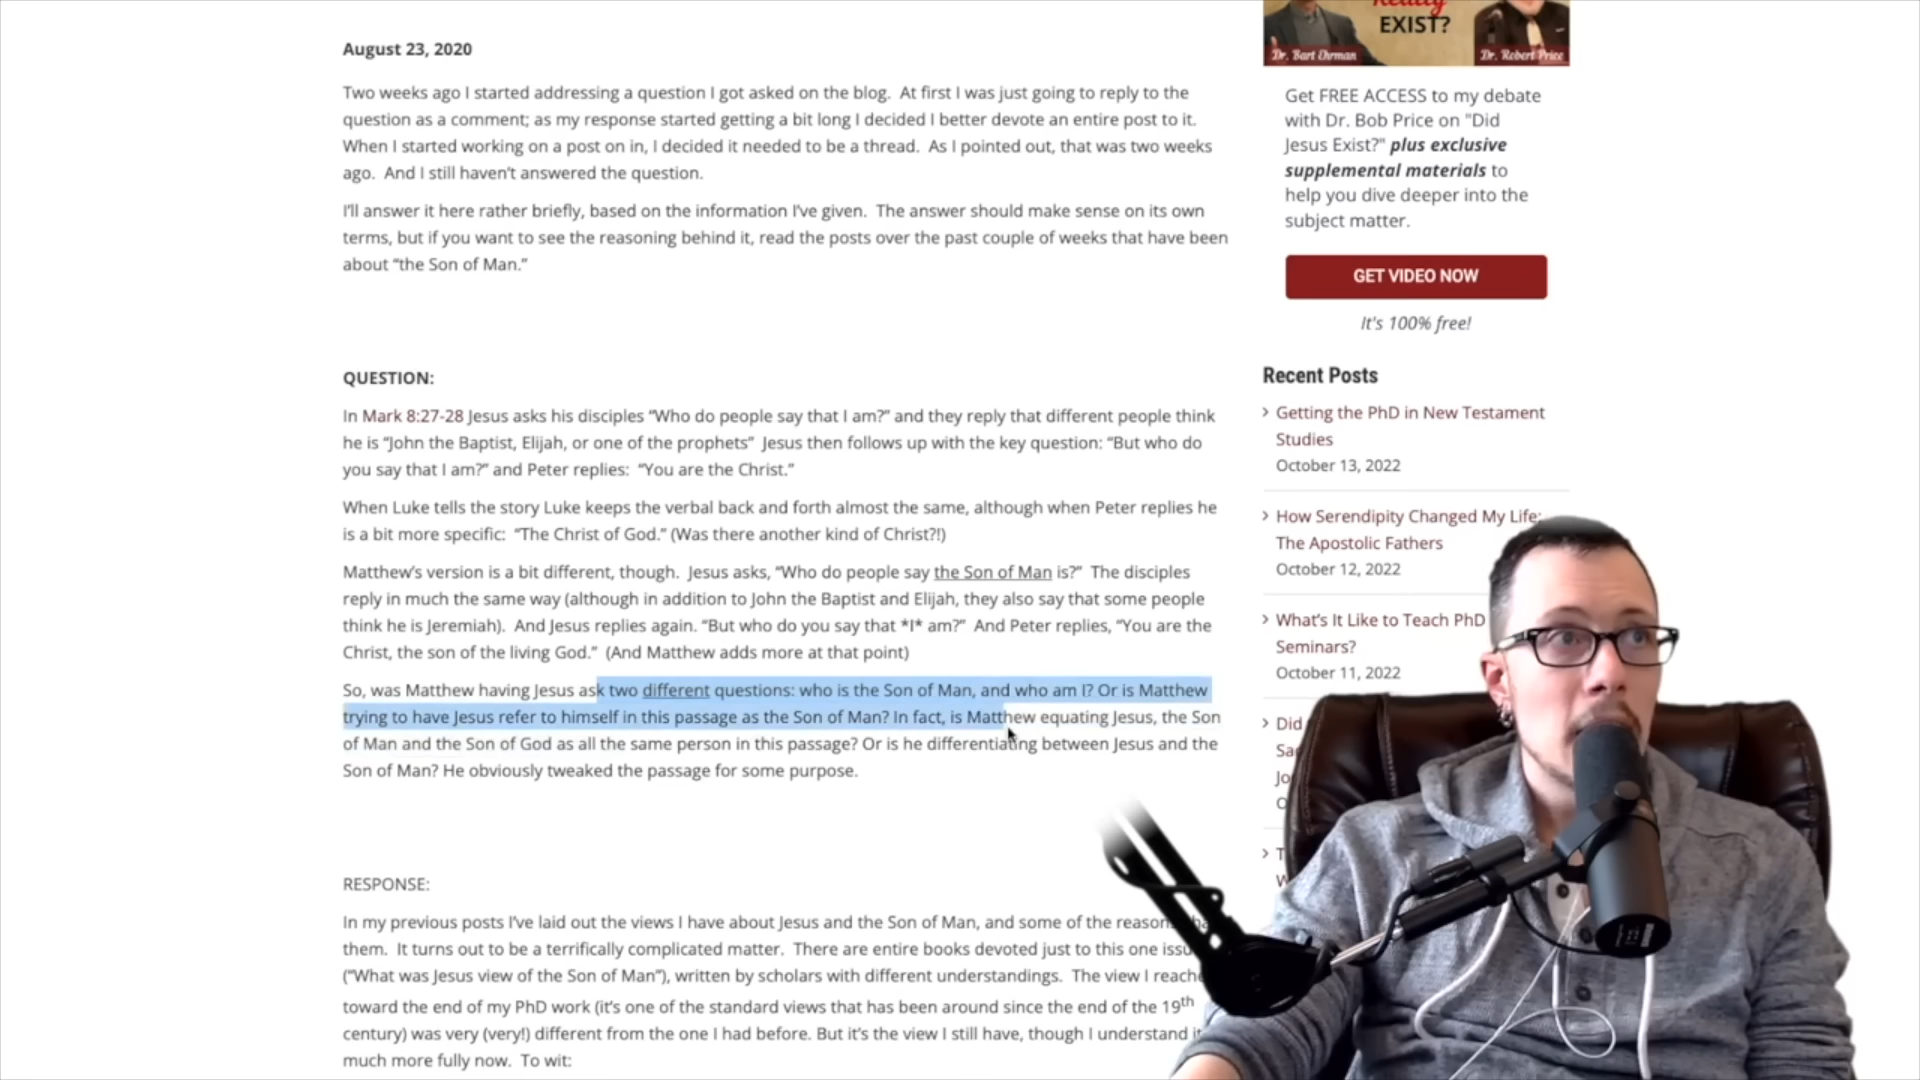 August 23, 2020
Two weeks ago I started addressing a question I got asked on the blog. At first I was just going to reply to the
question as a comment; as my response started getting a bit long I decided I better devote an entire post to it.
When I started working on a post on in, I decided it needed to be a thread. As I pointed out, that was two weeks
ago. And I still haven’t answered the question.
I’ll answer it here rather briefly, based on the information I’ve given. The answer should make sense on its own
terms, but if you want to see the reasoning behind it, read the posts over the past couple of weeks that have been
about “the Son of Man.”
QUESTION:
In Mark 8:27-28 Jesus asks his disciples “Who do people say that I am?” and they reply that different people think
he is “John the Baptist, Elijah, or one of the prophets” Jesus then follows up with the key question: “But who do
you say that I am?” and Peter replies: “You are the Christ.”
When Luke tells the story Luke keeps the verbal back and forth almost the same, although when Peter replies he
is a bit more specific: “The Christ of God.” (Was there another kind of Christ?!)
Matthew’s version is a bit different, though. Jesus asks, “Who do people say the Son of Man is?” The disciples
reply in much the same way (although in addition to John the Baptist and Elijah, they also say that some people
think he is Jeremiah). And Jesus replies again. “But who do you say that *I* am?” And Peter replies, “You are the
Christ, the son of the living God.” (And Matthew adds more at that point)
So, was Matthew having Jesus ask two different questions: who is the Son of Man, and who am I? Or is Matthew
trying to have Jesus refer to himself in this passage as the Son of Man? In fact, is Matthew equating Jesus, the Son
of Man and the Son of God as all the same person in this passage? Or is he differentiating between Jesus and the
Son of Man? He obviously tweaked the passage for some purpose.
RESPONSE:
In my previous posts I’ve laid out the views I have about Jesus and the Son of Man, and some of the
them. It turns out to be a terrifically complicated matter. There are entire books devoted just to this one
(“What was Jesus view of the Son of Man”), written by scholars with different understandings. The view I
toward the end of my PhD work (it’s one of the standard views that has been around since the end of the 19th
century) was very (very!) different from the one I had before. But it’s the view I still have, though I understand
much more fully now. To wit:
EXIST?
Dr. Bart Ehrman
Dr. Robert Price
Get FREE ACCESS to my debate
with Dr. Bob Price on "Did
Jesus Exist?" plus exclusive
supplemental materials to
help you dive deeper into the
subject matter.
GET VIDEO NOW
It's 100% free!
Recent Posts
Getting the PhD in New Testament
Studies
October 13, 2022
How Serendipity Changed My Life:
The Apostolic Fathers
October 12, 2022
What’s It Like to Teach PhD
Seminars?
October 11, 2022
Did